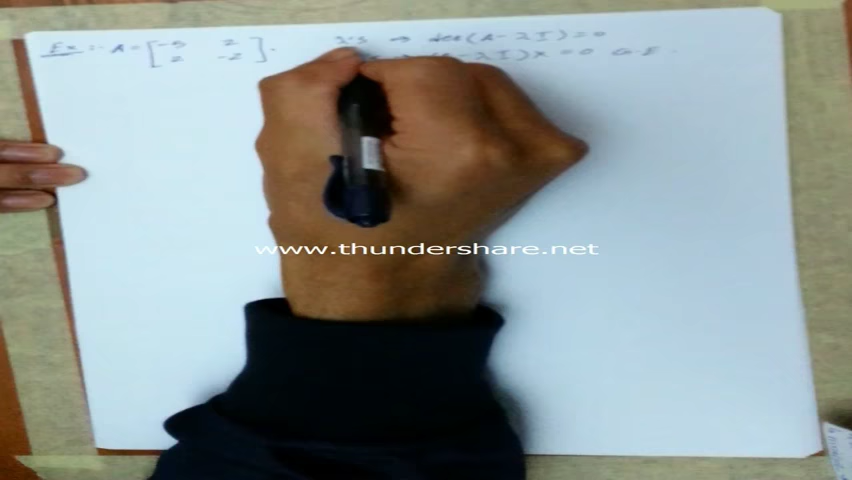 Ex :- A = [ -5 2 ] . λ's ⇒ det(A - λI) = 0
[ 2 -2 ] - λI)x = 0
www.thundershare.net